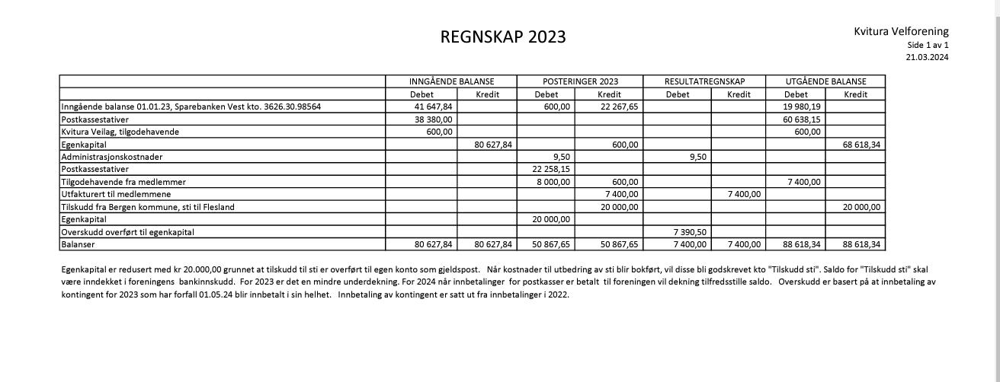 REGNSKAP 2023
Kvitura Velforening
Side 1 av 1
21.03.2024
INNGÅENDE BALANSE POSTERINGER 2023 RESULTATREGNSKAP UTGÅENDE BALANSE
Debet Kredit Debet Kredit Debet Kredit Debet Kredit
Inngående balanse 01.01.23, Sparebanken Vest kto. 3626.30.98564 41 647,84 600,00 22 267,65 19 980,19
Postkassestativer 38 380,00 60 638,15
Kvitura Veilag, tilgodehavende 600,00 600,00
Egenkapital 80 627,84 600,00 68 618,34
Administrasjonskostnader 9,50 9,50
Postkassestativer 22 258,15
Tilgodehavende fra medlemmer 8 000,00 600,00 7 400,00
Utfakturert til medlemmene 7 400,00 7 400,00
Tilskudd fra Bergen kommune, sti til Flesland 20 000,00 20 000,00
Egenkapital 20 000,00
Overskudd overført til egenkapital 7 390,50
Balanser 80 627,84 80 627,84 50 867,65 50 867,65 7 400,00 7 400,00 88 618,34 88 618,34
Egenkapital er redusert med kr 20.000,00 grunnet at tilskudd til sti er overført til egen konto som gjeldspost. Når kostnader til utbedring av sti blir bokført, vil disse bli godskrevet kto "Tilskudd sti". Saldo for "Tilskudd sti" skal
være inndekket i foreningens bankinnskudd. For 2023 er det en mindre underdekning. For 2024 når innbetalinger for postkasser er betalt til foreningen vil dekning tilfredsstille saldo. Overskudd er basert på at innbetaling av
kontingent for 2023 som har forfall 01.05.24 blir innbetalt i sin helhet. Innbetaling av kontingent er satt ut fra innbetalinger i 2022.